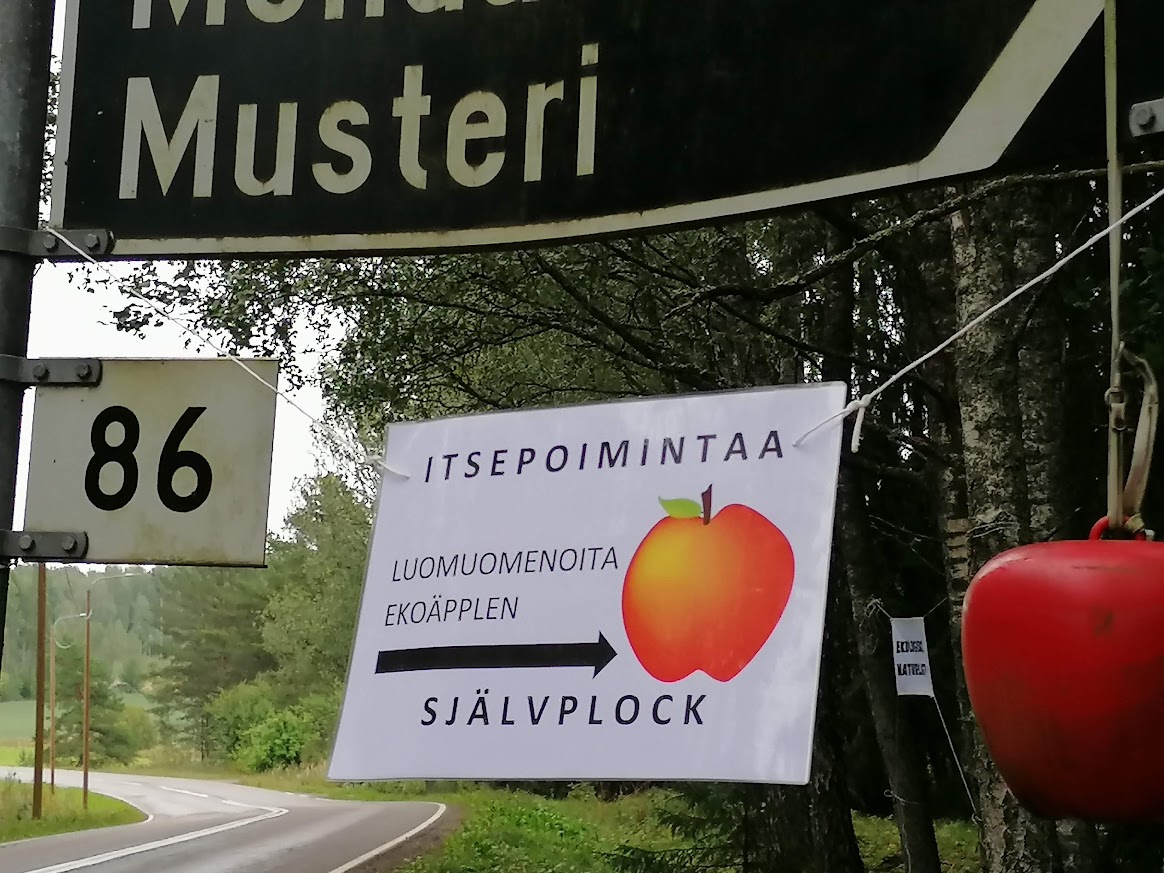 Musteri
86
ITSEPOIMINTAA
LUOMUOMENOITA
EKOÄPPLEN
SJÄLVPLOCK